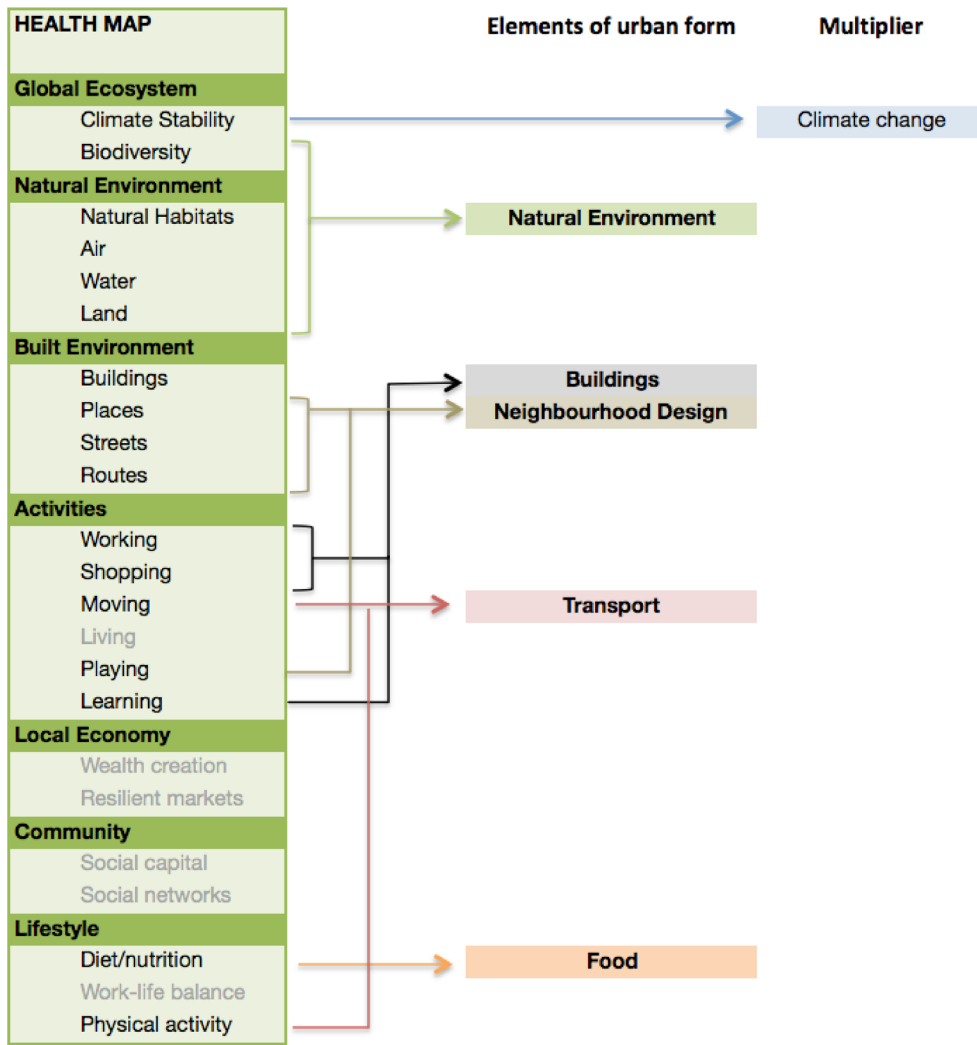 HEALTH MAP
Elements of urban form
Multiplier
Global Ecosystem
Climate Stability
Climate change
Biodiversity
Natural Environment
Natural Habitats
Natural Environment
Air
Water
Land
Built Environment
Buildings
Buildings
Places
Neighbourhood Design
Streets
Routes
Activities
Working
Shopping
Moving
Transport
Living
Playing
Learning
Local Economy
Wealth creation
Resilient markets
Community
Social capital
Social networks
Lifestyle
Diet/nutrition
Food
Work-life balance
Physical activity